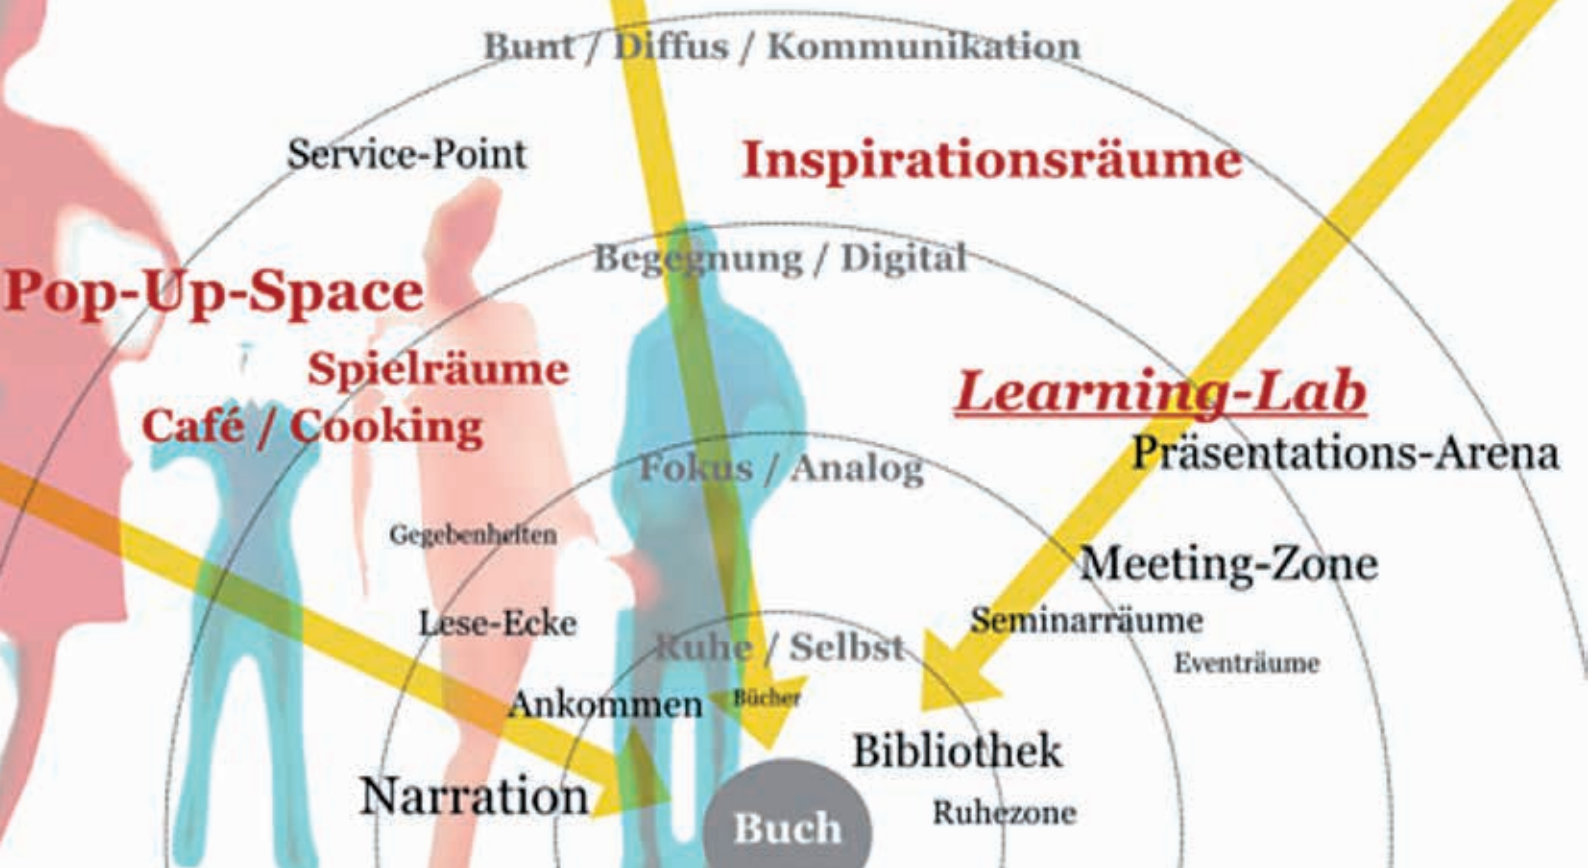 Bunt / Diffus / Kommunikation
Service-Point
Inspirationsräume
Begegnung / Digital
Pop-Up-Space
Spielräume
Learning-Lab
Café / Cooking
Präsentations-Arena
Fokus / Analog
Gegebenheiten
Meeting-Zone
Lese-Ecke
Seminarräume
Ruhe / Selbst
Eventräume
Ankommen
Bücher
Bibliothek
Narration
Ruhezone
Buch